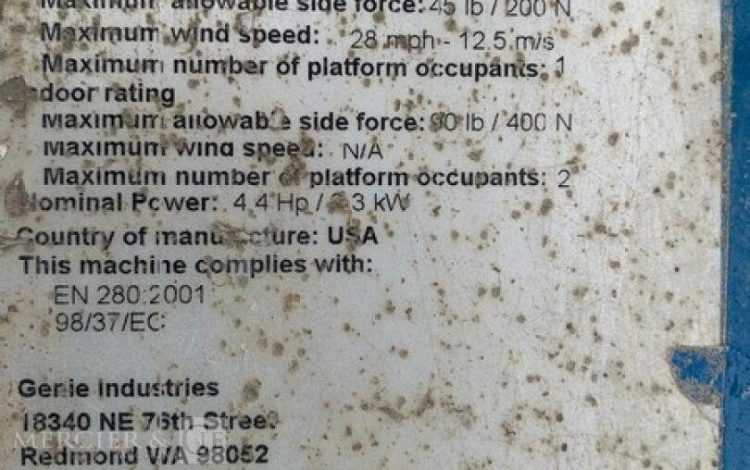 Maximum allowable side force: 45 lb / 200 N
Maximum wind speed: 28 mph - 12.5 m/s
Maximum number of platform occupants: 1
ndoor rating
Maximum allowable side force: 90 lb / 400 N
Maximum wind speed: N/A
Maximum number of platform occupants: 2
Nominal Power: 4.4 Hp / 3.3 kW
Country of manufacture: USA
This machine complies with:
EN 280:2001
98/37/EC
Genie Industries
18340 NE 76th Street
MERCIER &
Redmond WA 98052